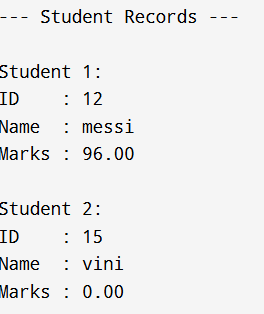 --- Student Records ---
Student 1:
ID    : 12
Name  : messi
Marks : 96.00
Student 2:
ID    : 15
Name  : vini
Marks : 0.00